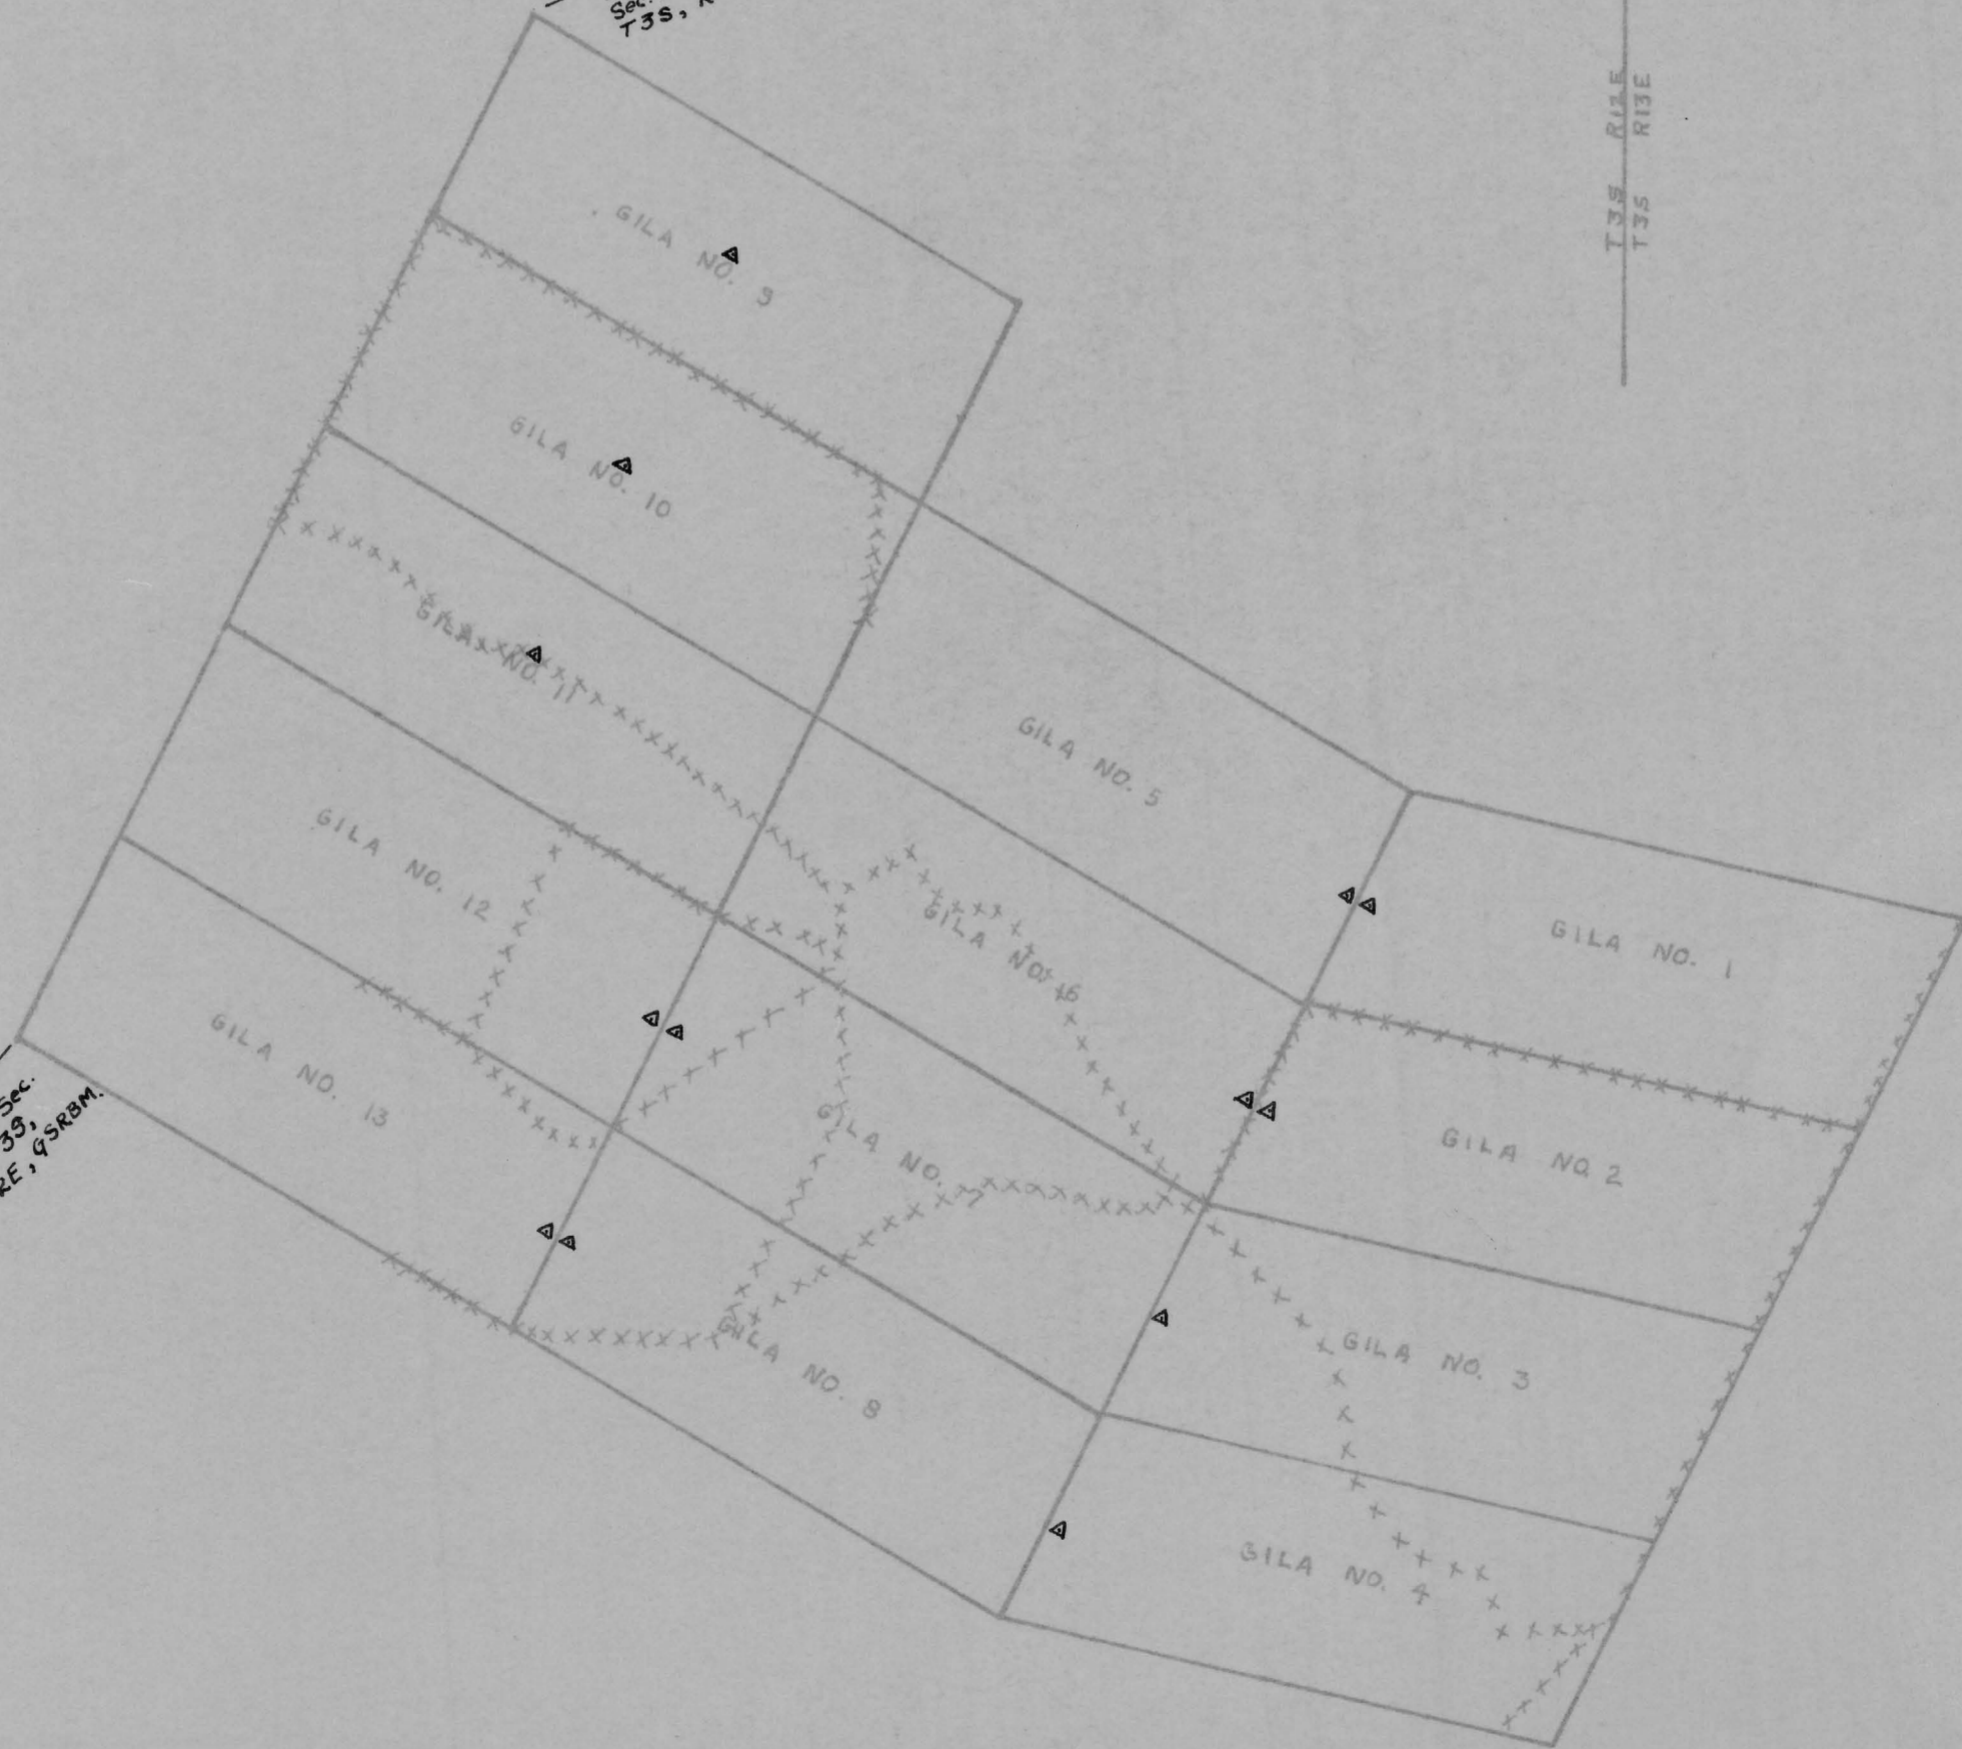 Sec.
T3S,
T3S R12E
T3S R13E
GILA NO. 9
GILA NO. 10
GILA NO. 11
GILA NO. 5
GILA NO. 12
GILA NO. 6
GILA NO. 1
GILA NO. 13
GILA NO. 7
GILA NO. 2
Sec.
GSRBM.
GILA NO. 8
GILA NO. 3
GILA NO. 4